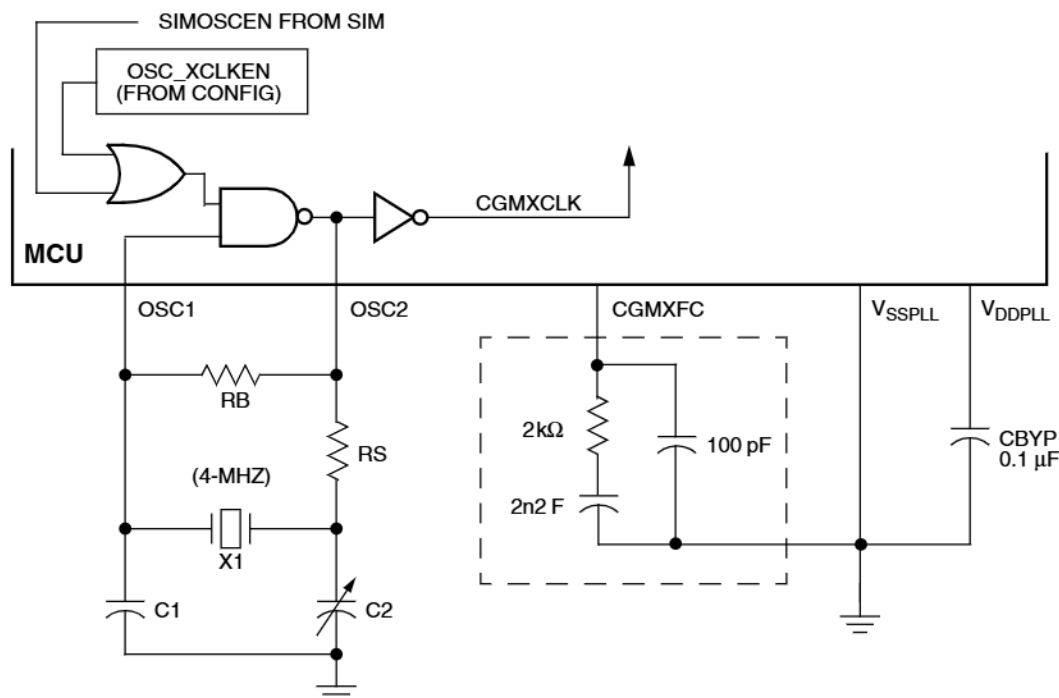 SIMOSCEN FROM SIM
OSC_XCLKEN
(FROM CONFIG)
CGMXCLK
MCU
OSC1
OSC2
CGMXFC
VSSPLL
VDDPLL
RB
2kΩ
100 pF
CBYP
0.1 µF
RS
(4-MHZ)
2n2 F
X1
C1
C2